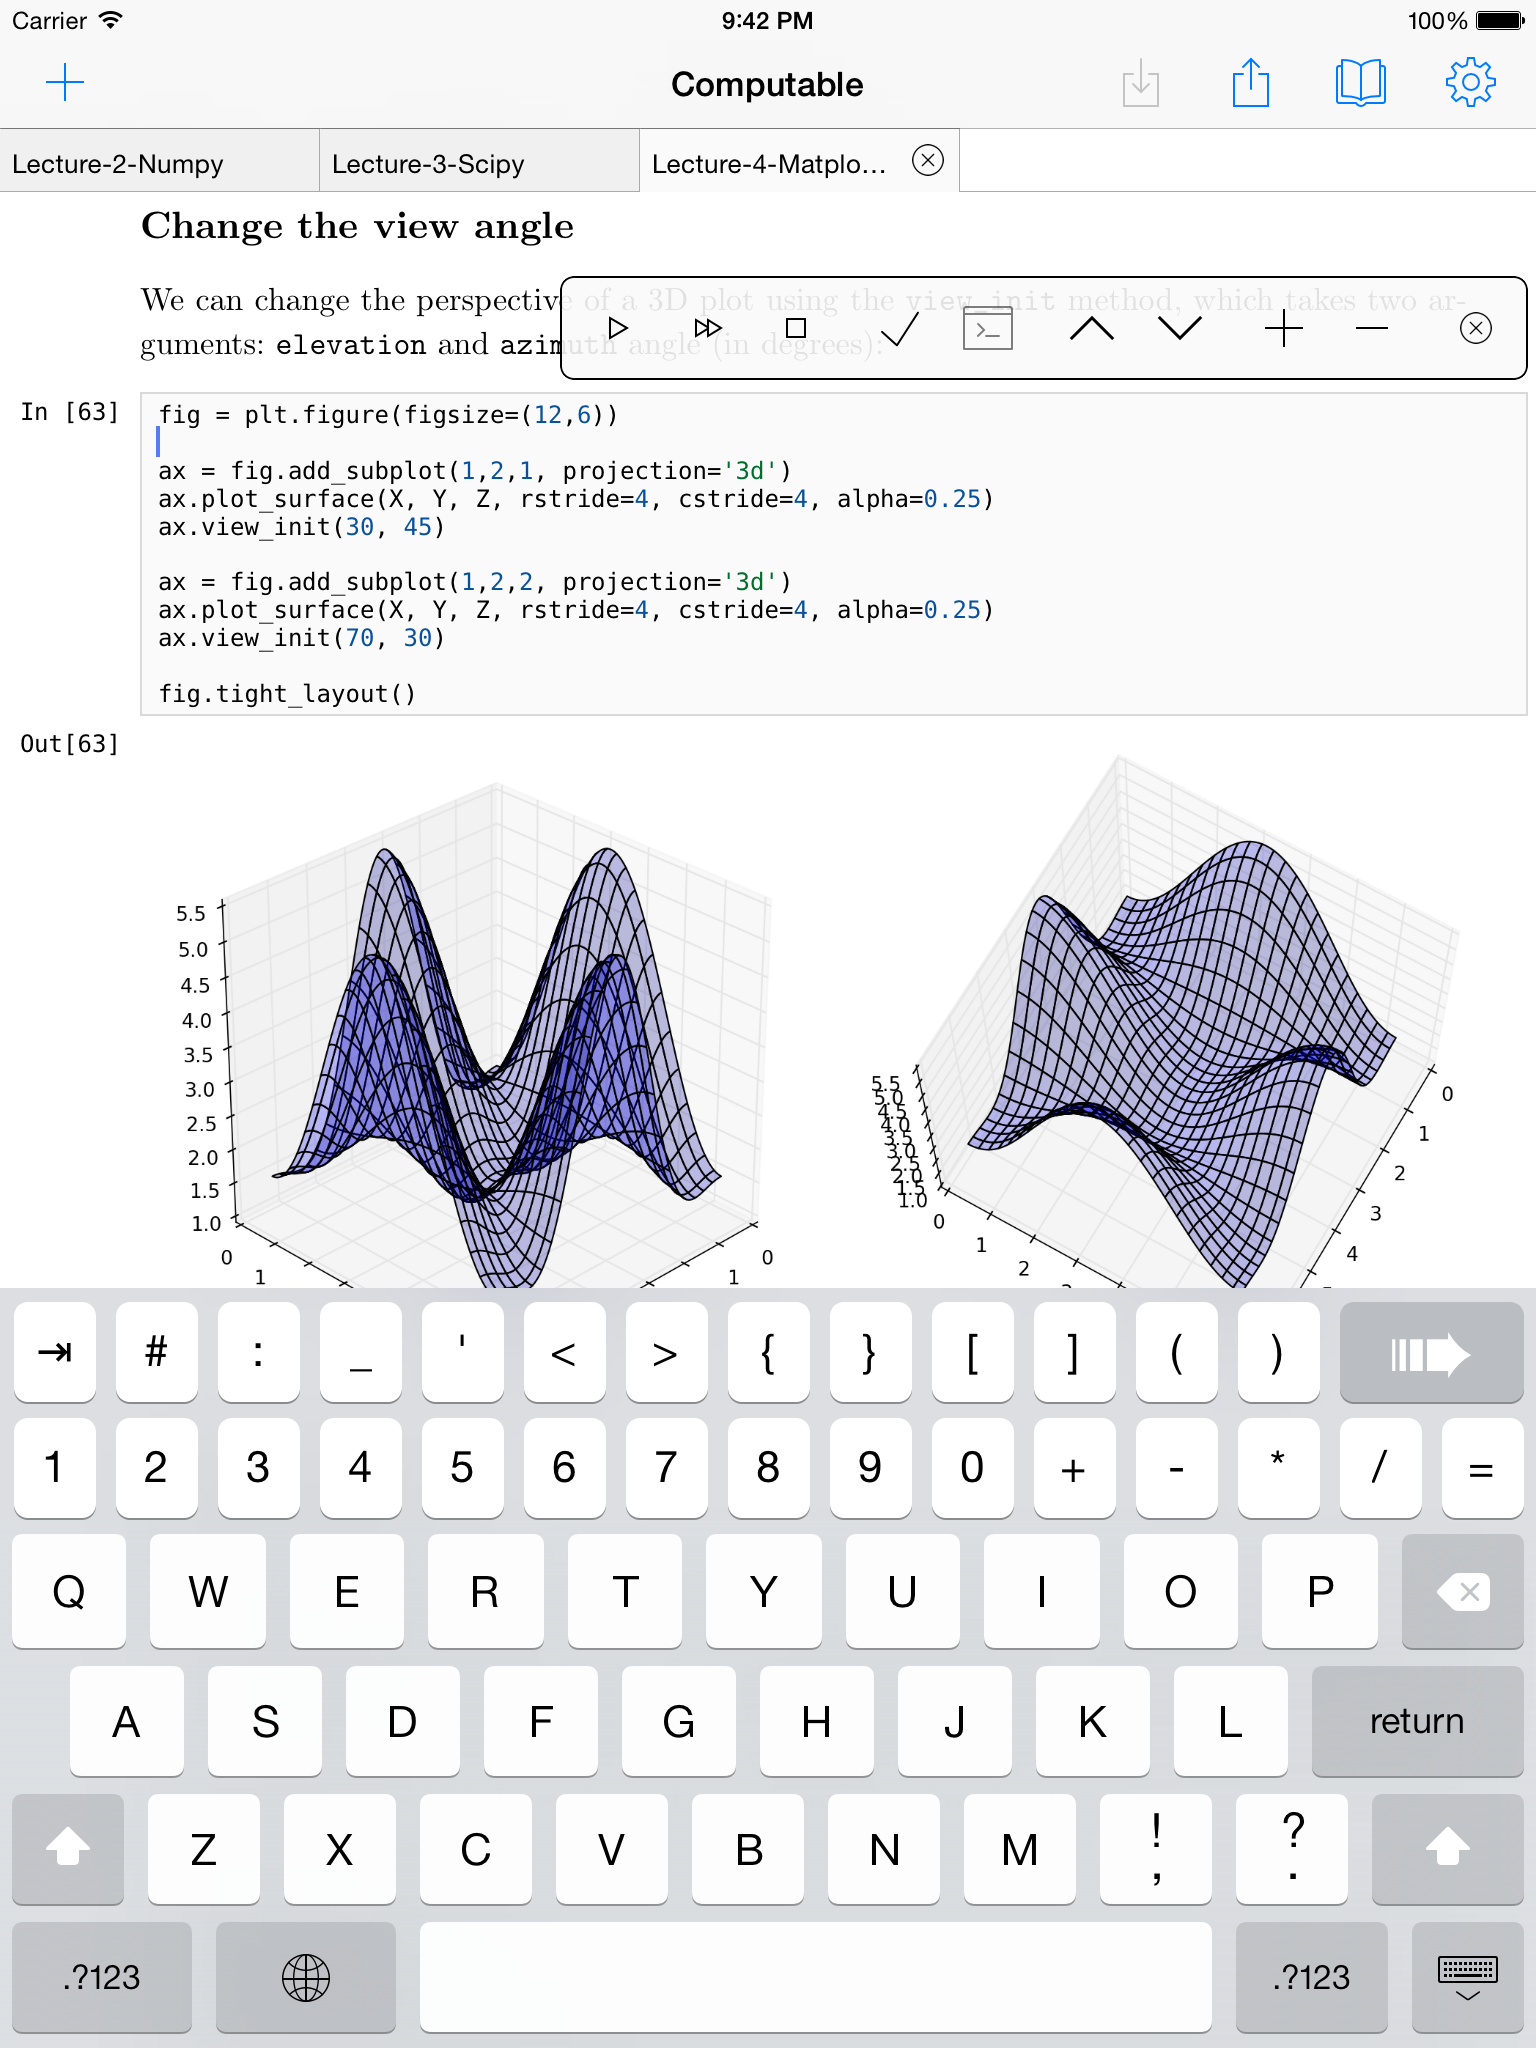 Carrier 9:42 PM 100%
Computable
Lecture-2-Numpy Lecture-3-Scipy Lecture-4-Matplo...
Change the view angle
We can change the perspective of a 3D plot using the view_init method, which takes two ar-
guments: elevation and azimuth angle (in degrees):
In [63]
fig = plt.figure(figsize=(12,6))
ax = fig.add_subplot(1,2,1, projection='3d')
ax.plot_surface(X, Y, Z, rstride=4, cstride=4, alpha=0.25)
ax.view_init(30, 45)
ax = fig.add_subplot(1,2,2, projection='3d')
ax.plot_surface(X, Y, Z, rstride=4, cstride=4, alpha=0.25)
ax.view_init(70, 30)
fig.tight_layout()
Out[63]
5.5
5.0
4.5
4.0
3.5
3.0
2.5
2.0
1.5
1.0
0
1
1
0
5.5
5.0
4.5
4.0
3.5
3.0
2.5
2.0
1.5
1.0
0
1
2
0
1
2
3
4
# : _ ' < > { } [ ] ( )
1 2 3 4 5 6 7 8 9 0 + - * / =
Q W E R T Y U I O P
A S D F G H J K L return
Z X C V B N M ! , ? .
.?123 .?123